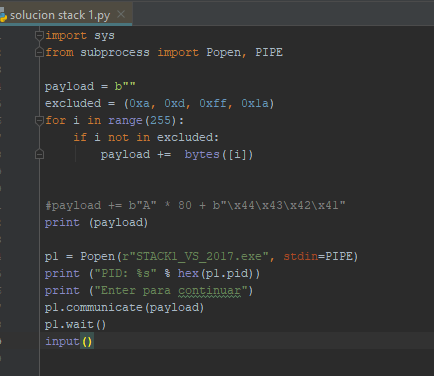 solucion stack 1.py
import sys
from subprocess import Popen, PIPE
payload = b""
excluded = (0xa, 0xd, 0xff, 0x1a)
for i in range(255):
if i not in excluded:
payload += bytes([i])
#payload += b"A" * 80 + b"\x44\x43\x42\x41"
print (payload)
p1 = Popen(r"STACK1_VS_2017.exe", stdin=PIPE)
print ("PID: %s" % hex(p1.pid))
print ("Enter para continuar")
p1.communicate(payload)
p1.wait()
input()